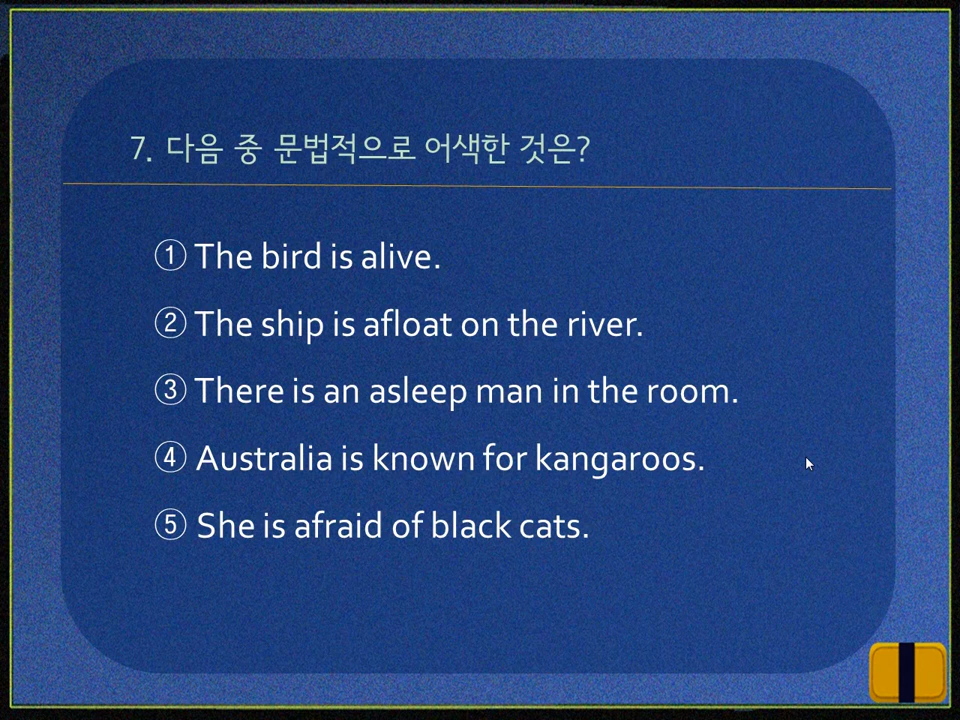 7. 다음 중 문법적으로 어색한 것은?
① The bird is alive.
② The ship is afloat on the river.
③ There is an asleep man in the room.
④ Australia is known for kangaroos.
⑤ She is afraid of black cats.